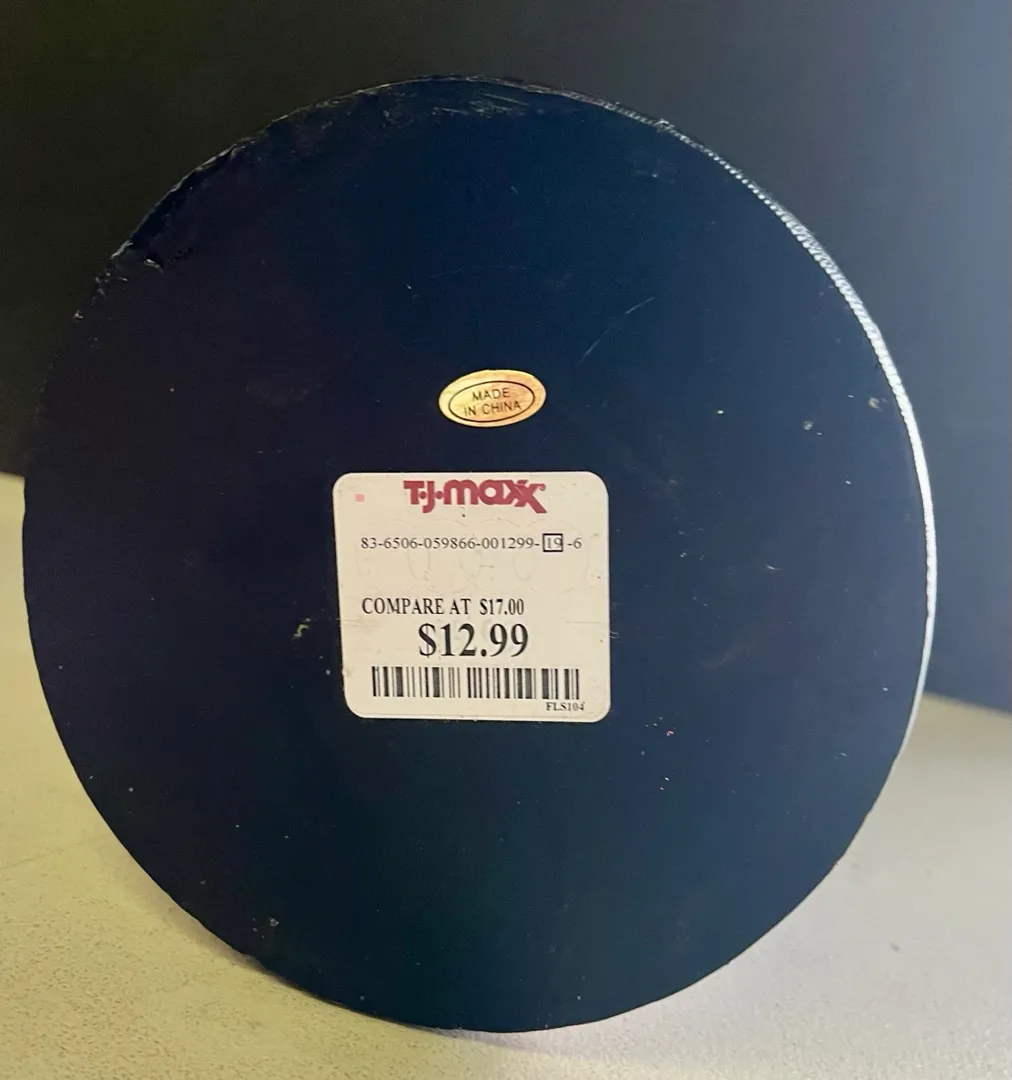 MADE
IN CHINA
T·J·maxx®
83-6506-059866-001299-19-6
COMPARE AT $17.00
$12.99
FLS104